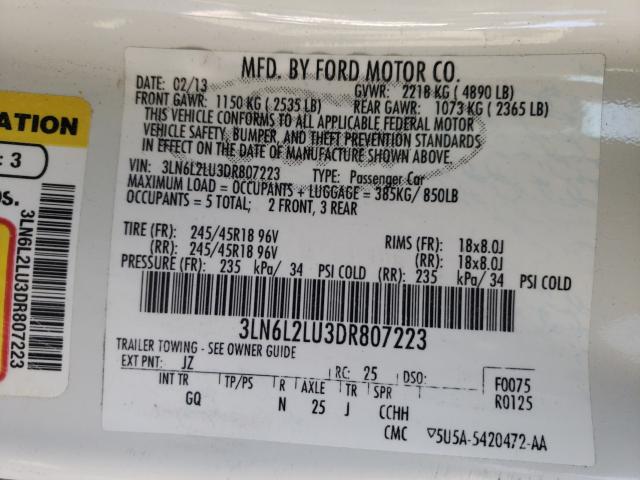 MFD. BY FORD MOTOR CO.
DATE: 02/13 GVWR: 2218 KG ( 4890 LB)
FRONT GAWR: 1150 KG ( 2535 LB) REAR GAWR: 1073 KG ( 2365 LB)
THIS VEHICLE CONFORMS TO ALL APPLICABLE FEDERAL MOTOR
VEHICLE SAFETY, BUMPER, AND THEFT PREVENTION STANDARDS
IN EFFECT ON THE DATE OF MANUFACTURE SHOWN ABOVE.
VIN: 3LN6L2LU3DR807223 TYPE: Passenger Car
MAXIMUM LOAD = OCCUPANTS + LUGGAGE = 385KG/ 850LB
OCCUPANTS = 5 TOTAL; 2 FRONT, 3 REAR
TIRE (FR): 245/45R18 96V RIMS (FR): 18x8.0J
(RR): 245/45R18 96V (RR): 18x8.0J
PRESSURE (FR): 235 kPa/ 34 PSI COLD (RR): 235 kPa/ 34 PSI COLD
3LN6L2LU3DR807223
TRAILER TOWING - SEE OWNER GUIDE
EXT PNT: JZ RC: 25 DSO: F0075
INT TR TP/PS R AXLE TR SPR R0125
GQ N 25 J CCHH
CMC ▽5U5A-5420472-AA
ATION
: 3
os.
3LN6L2LU3DR807223